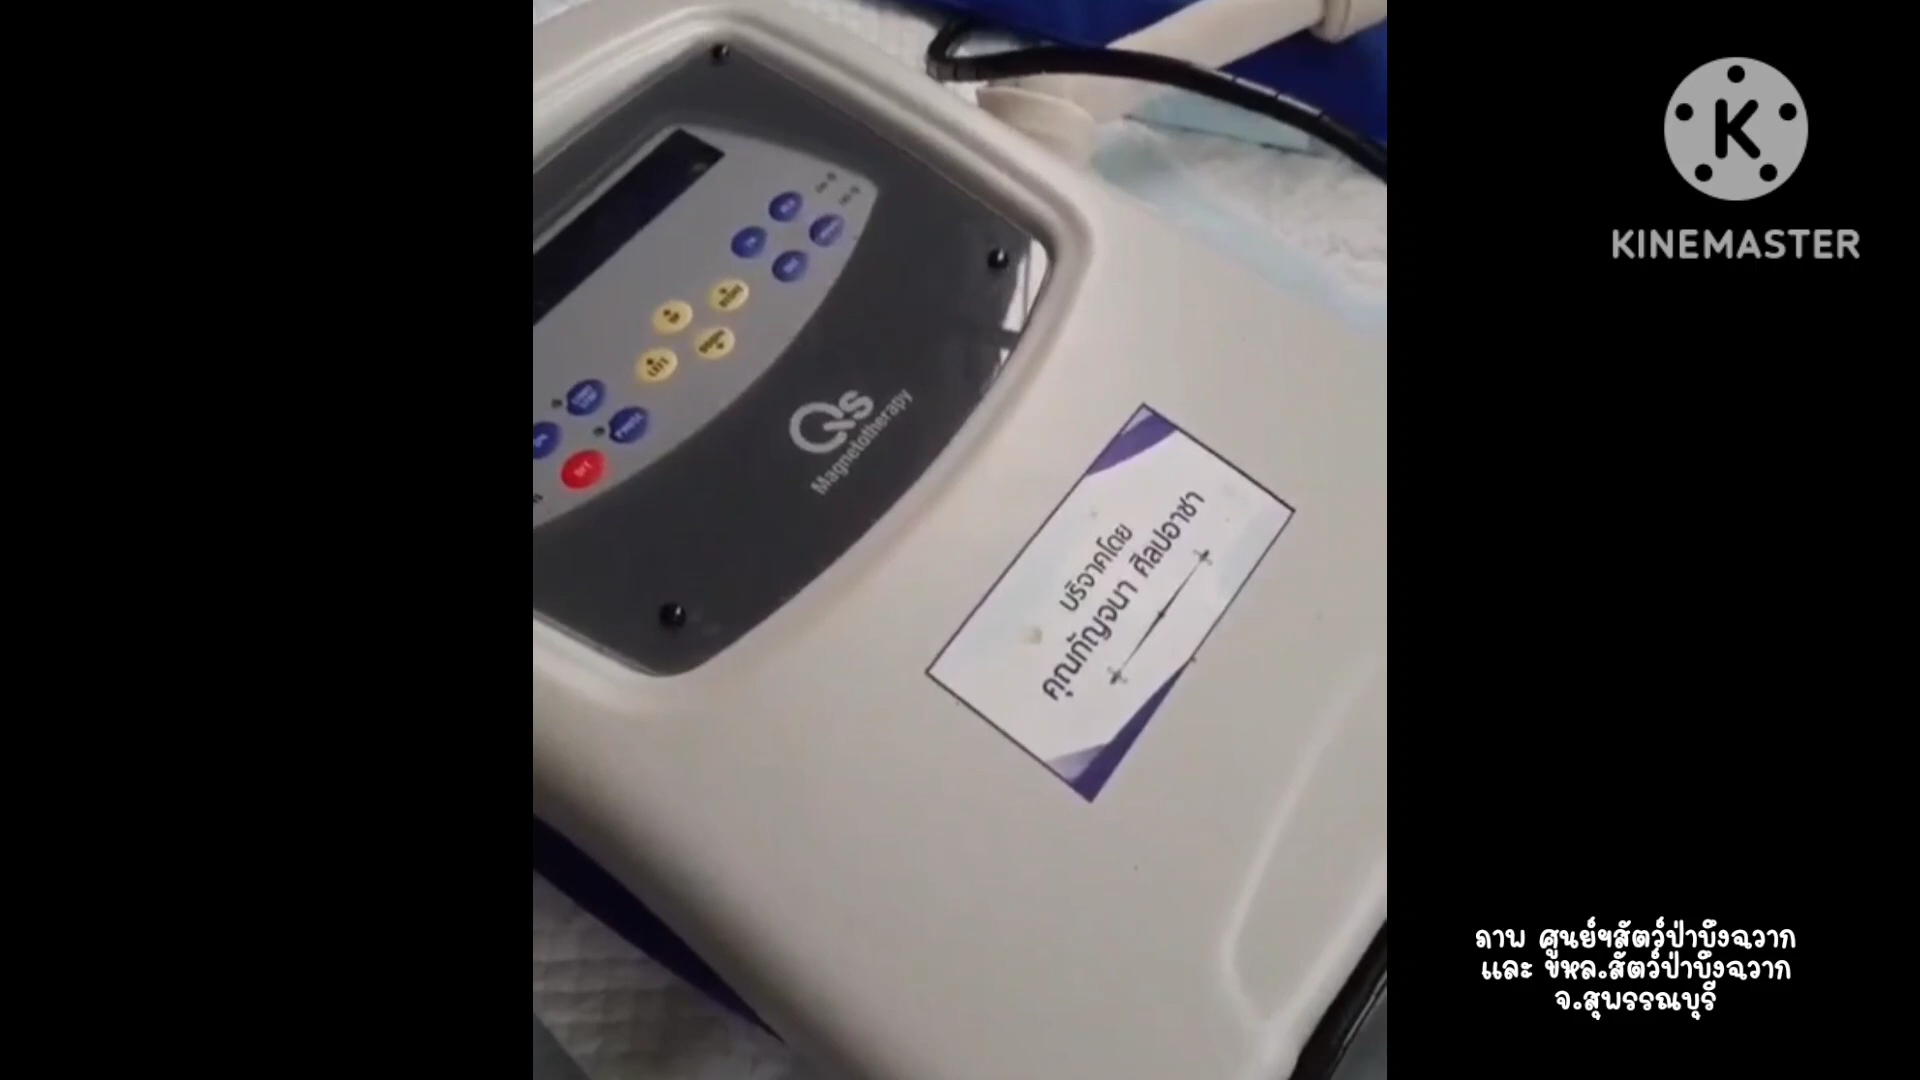 K
KINEMASTER
Qs
Magnetotherapy
บริจาคโดย
คุณกัญจนา ศิลปอาชา
ภาพ ศูนย์ฯสัตว์ป่าบึงฉวาก
และ ขหล.สัตว์ป่าบึงฉวาก
จ.สุพรรณบุรี